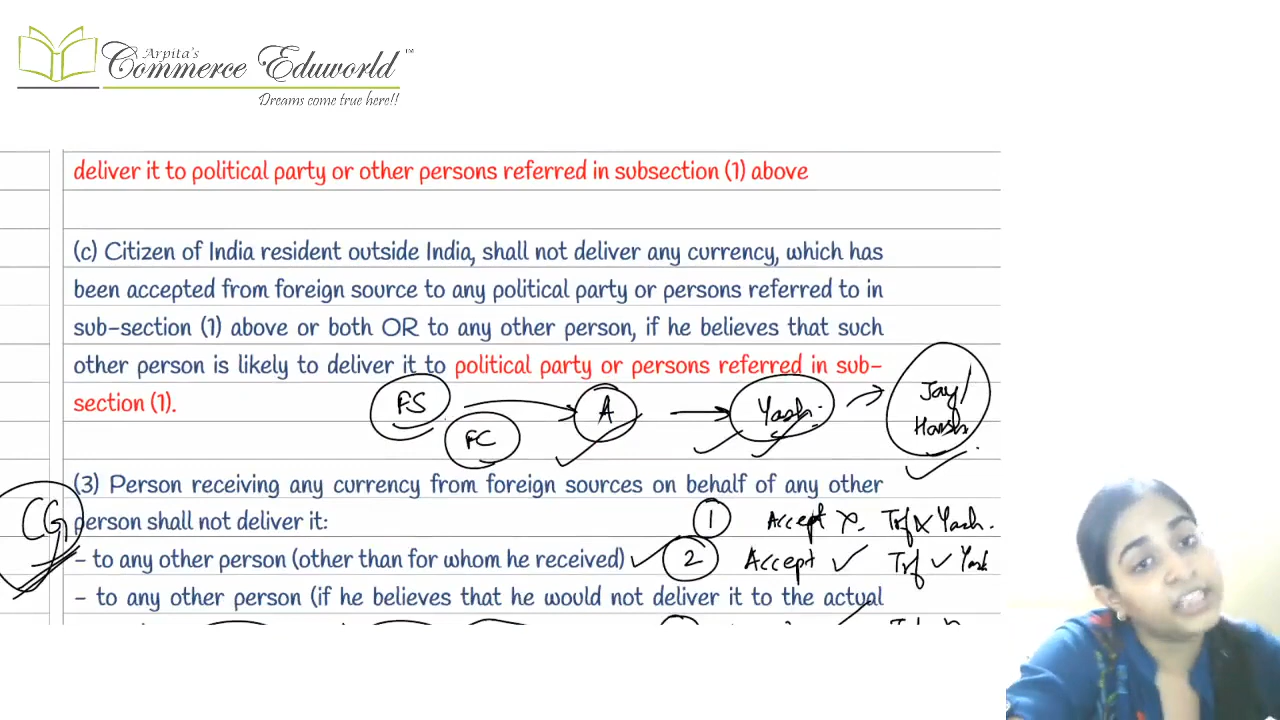 Arpita's
Commerce Eduworld™
Dreams come true here!!
deliver it to political party or other persons referred in subsection (1) above
(c) Citizen of India resident outside India, shall not deliver any currency, which has
been accepted from foreign source to any political party or persons referred to in
sub-section (1) above or both OR to any other person, if he believes that such
other person is likely to deliver it to political party or persons referred in sub-
section (1).
FS A Yash Jay/
FC Harsh
(3) Person receiving any currency from foreign sources on behalf of any other
CG person shall not deliver it: 1 Accept X. Trf X Yash.
- to any other person (other than for whom he received) 2 Accept ✓ Trf ✓ Yash
- to any other person (if he believes that he would not deliver it to the actual